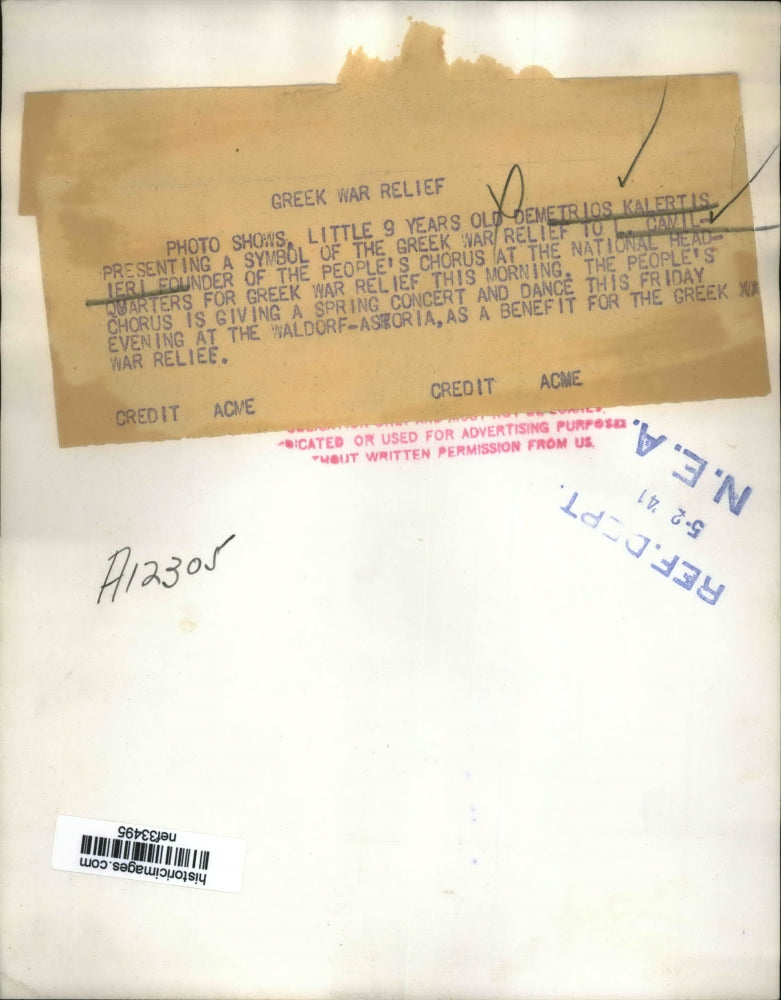 GREEK WAR RELIEF
PHOTO SHOWS, LITTLE 9 YEARS OLD DEMETRIOS KALERTIS
PRESENTING A SYMBOL OF THE GREEK WAR RELIEF TO L. CAMIL-
IERI FOUNDER OF THE PEOPLE'S CHORUS AT THE NATIONAL HEAD-
QUARTERS FOR GREEK WAR RELIEF THIS MORNING. THE PEOPLE'S
CHORUS IS GIVING A SPRING CONCERT AND DANCE THIS FRIDAY
EVENING AT THE WALDORF-ASTORIA, AS A BENEFIT FOR THE GREEK
WAR RELIEF.
CREDIT ACME CREDIT ACME
OR USED FOR ADVERTISING PURPOSES
WRITTEN PERMISSION FROM US.
N.E.A.
5-2 '41
REF. DEPT.
A12305
historicimages.com
nef33495